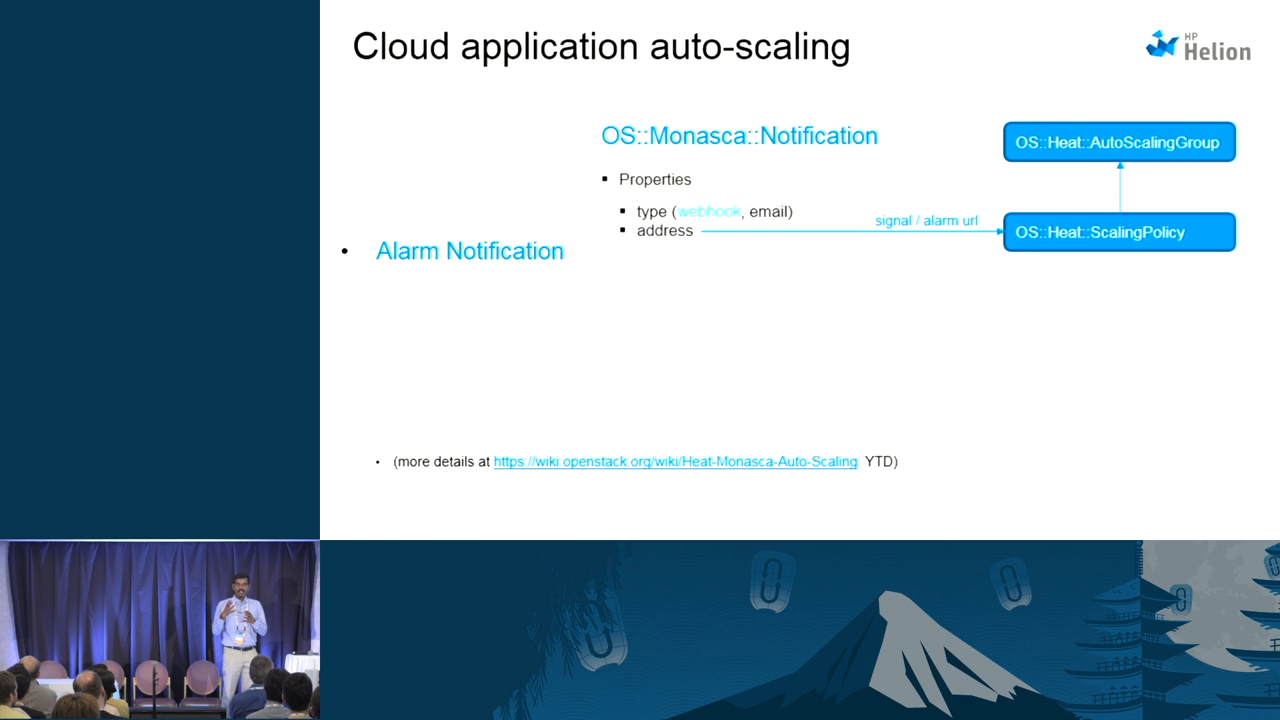 Cloud application auto-scaling
HP
Helion
OS::Monasca::Notification
OS::Heat::AutoScalingGroup
Properties
type (webhook, email)
address
signal / alarm url
OS::Heat::ScalingPolicy
Alarm Notification
(more details at https://wiki.openstack.org/wiki/Heat-Monasca-Auto-Scaling YTD)